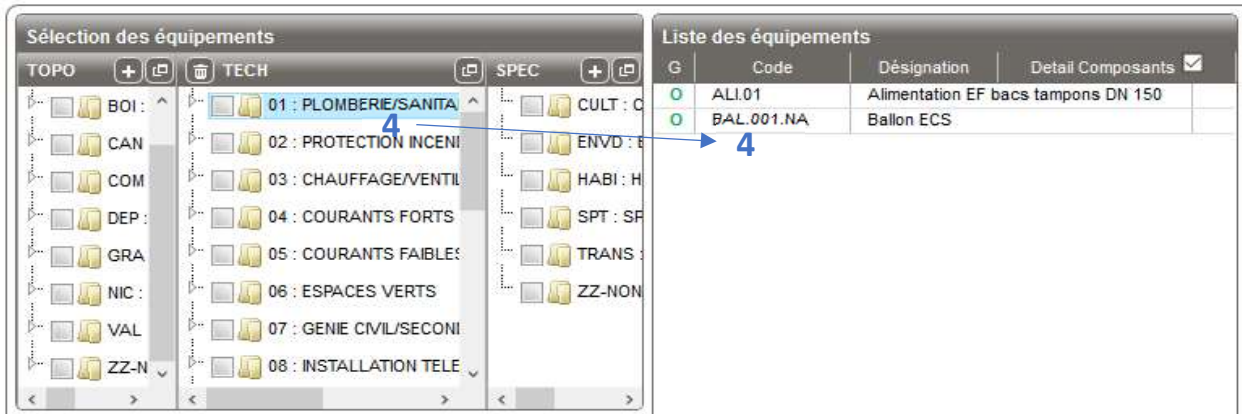 Sélection des équipements
TOPO TECH SPEC
BOI :
CAN
COM
DEP :
GRA
NIC :
VAL
ZZ-N
01 : PLOMBERIE/SANITA
02 : PROTECTION INCEN
03 : CHAUFFAGE/VENTIL
04 : COURANTS FORTS
05 : COURANTS FAIBLES
06 : ESPACES VERTS
07 : GENIE CIVIL/SECON
08 : INSTALLATION TELE
4
CULT : C
ENVD : E
HABI : H
SPT : SP
TRANS :
ZZ-NON
Liste des équipements
G Code Désignation Detail Composants
O ALI.01 Alimentation EF bacs tampons DN 150
O BAL.001.NA Ballon ECS
4